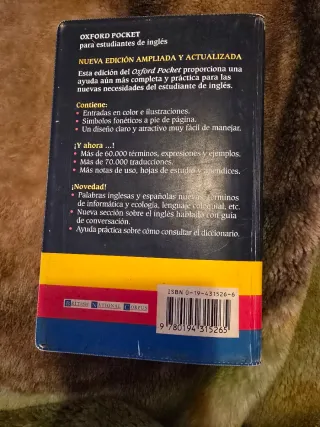 OXFORD POCKET
para estudiantes de inglés
NUEVA EDICIÓN AMPLIADA Y ACTUALIZADA
Esta edición del Oxford Pocket proporciona una
ayuda aún más completa y práctica para las
nuevas necesidades del estudiante de inglés.
Contiene:
• Entradas en color e ilustraciones.
• Símbolos fonéticos a pie de página.
• Un diseño claro y atractivo muy fácil de manejar.
¡Y ahora ...!
• Más de 60.000 términos, expresiones y ejemplos.
• Más de 70.000 traducciones.
• Más notas de uso, hojas de estudio y apéndices.
¡Novedad!
• Palabras inglesas y españolas nuevas, términos
de informática y ecología, lenguaje coloquial, etc.
• Nueva sección sobre el inglés hablado con guía
de conversación.
• Ayuda práctica sobre cómo consultar el diccionario.
BRITISH NATIONAL CORPUS
ISBN 0-19-431526-8
9 780194 315265